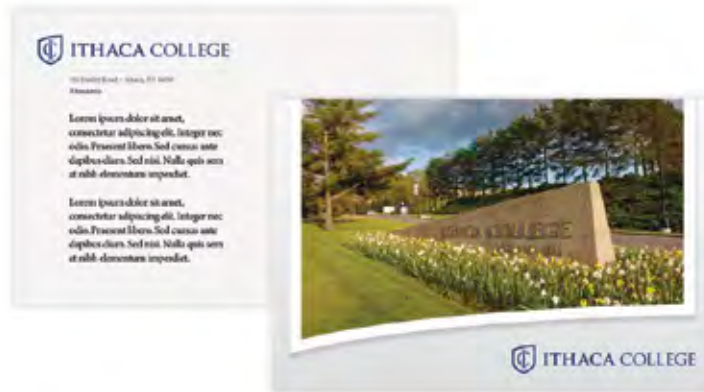 ITHACA COLLEGE
Lorem ipsum dolor sit amet,
consectetur adipiscing elit. Integer nec
odio. Praesent libero. Sed cursus ante
dapibus diam. Sed nisi. Nulla quis sem
at nibh elementum imperdiet.
Lorem ipsum dolor sit amet,
consectetur adipiscing elit. Integer nec
odio. Praesent libero. Sed cursus ante
dapibus diam. Sed nisi. Nulla quis sem
at nibh elementum imperdiet.
ITHACA COLLEGE
ITHACA COLLEGE